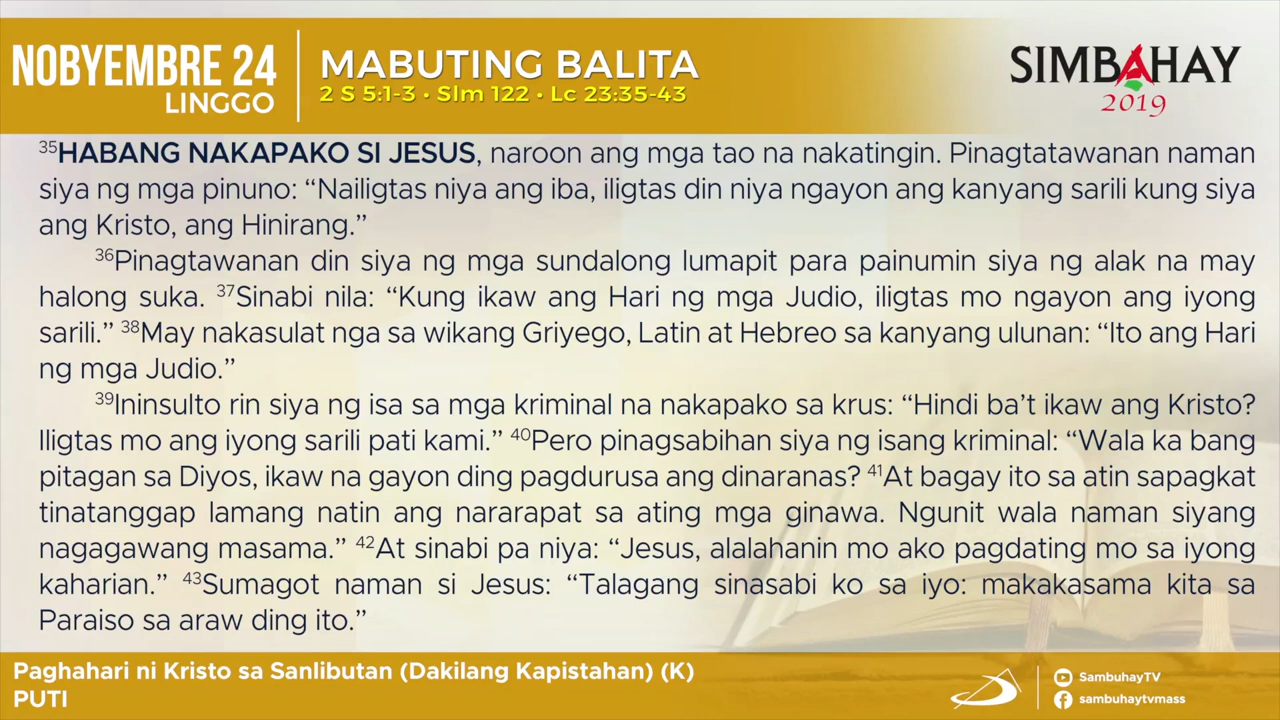 NOBYEMBRE 24
LINGGO
MABUTING BALITA
2 S 5:1-3 • Slm 122 • Lc 23:35-43
SIMBAHAY
2019
³⁵HABANG NAKAPAKO SI JESUS, naroon ang mga tao na nakatingin. Pinagtatawanan naman
siya ng mga pinuno: “Nailigtas niya ang iba, iligtas din niya ngayon ang kanyang sarili kung siya
ang Kristo, ang Hinirang.”
³⁶Pinagtawanan din siya ng mga sundalong lumapit para painumin siya ng alak na may
halong suka. ³⁷Sinabi nila: “Kung ikaw ang Hari ng mga Judio, iligtas mo ngayon ang iyong
sarili.” ³⁸May nakasulat nga sa wikang Griyego, Latin at Hebreo sa kanyang ulunan: “Ito ang Hari
ng mga Judio.”
³⁹Ininsulto rin siya ng isa sa mga kriminal na nakapako sa krus: “Hindi ba’t ikaw ang Kristo?
Iligtas mo ang iyong sarili pati kami.” ⁴⁰Pero pinagsabihan siya ng isang kriminal: “Wala ka bang
pitagan sa Diyos, ikaw na gayon ding pagdurusa ang dinaranas? ⁴¹At bagay ito sa atin sapagkat
tinatanggap lamang natin ang nararapat sa ating mga ginawa. Ngunit wala naman siyang
nagagawang masama.” ⁴²At sinabi pa niya: “Jesus, alalahanin mo ako pagdating mo sa iyong
kaharian.” ⁴³Sumagot naman si Jesus: “Talagang sinasabi ko sa iyo: makakasama kita sa
Paraiso sa araw ding ito.”
Paghahari ni Kristo sa Sanlibutan (Dakilang Kapistahan) (K)
PUTI
SambuhayTV
sambuhaytvmass